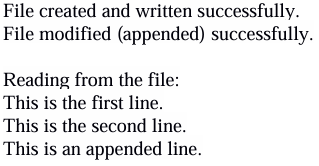 File created and written successfully.
File modified (appended) successfully.

Reading from the file:
This is the first line.
This is the second line.
This is an appended line.